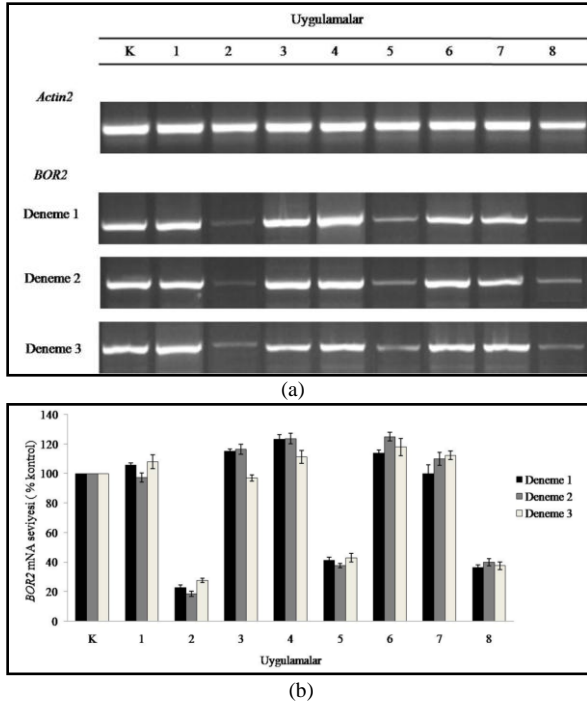 Uygulamalar
K 1 2 3 4 5 6 7 8
Actin2
BOR2
Deneme 1
Deneme 2
Deneme 3
(a)
140
120
100
80
60
40
20
0
BOR2 mNA seviyesi ( % kontrol)
Deneme 1
Deneme 2
Deneme 3
K 1 2 3 4 5 6 7 8
Uygulamalar
(b)